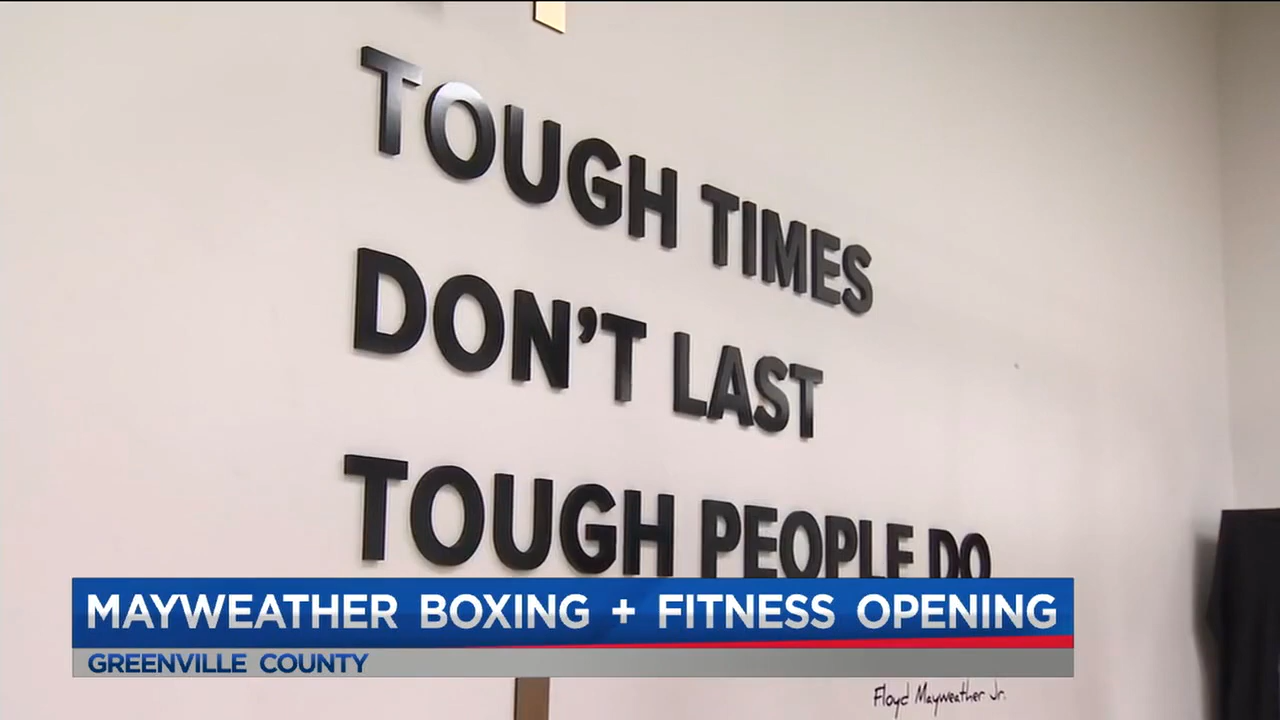 TOUGH TIMES
DON'T LAST
TOUGH PEOPLE DO
MAYWEATHER BOXING + FITNESS OPENING
GREENVILLE COUNTY
Floyd Mayweather Jr.